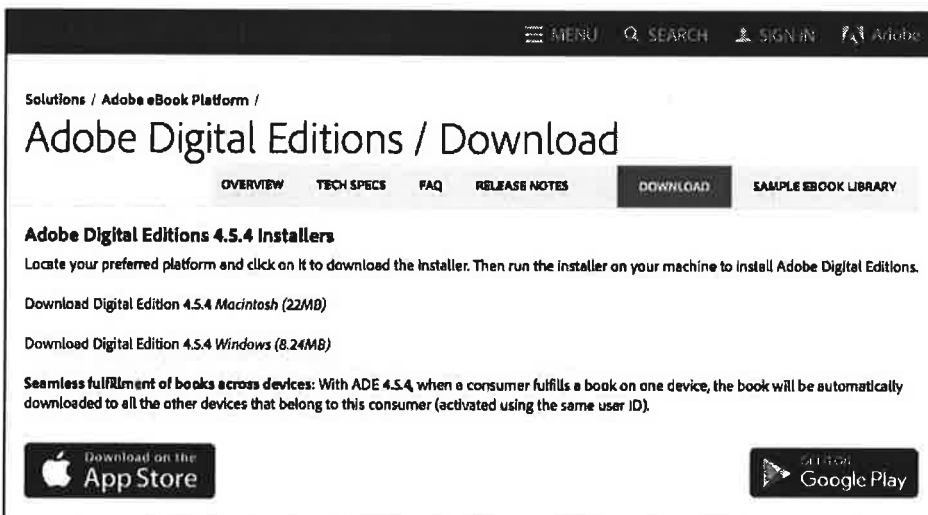 MENU SEARCH SIGN IN Adobe
Solutions / Adobe eBook Platform /
Adobe Digital Editions / Download
OVERVIEW TECH SPECS FAQ RELEASE NOTES DOWNLOAD SAMPLE EBOOK LIBRARY
Adobe Digital Editions 4.5.4 Installers
Locate your preferred platform and click on it to download the installer. Then run the installer on your machine to install Adobe Digital Editions.
Download Digital Edition 4.5.4 Macintosh (22MB)
Download Digital Edition 4.5.4 Windows (8.24MB)
Seamless fulfillment of books across devices: With ADE 4.5.4, when a consumer fulfills a book on one device, the book will be automatically
downloaded to all the other devices that belong to this consumer (activated using the same user ID).
Download on the
App Store
GET IT ON
Google Play